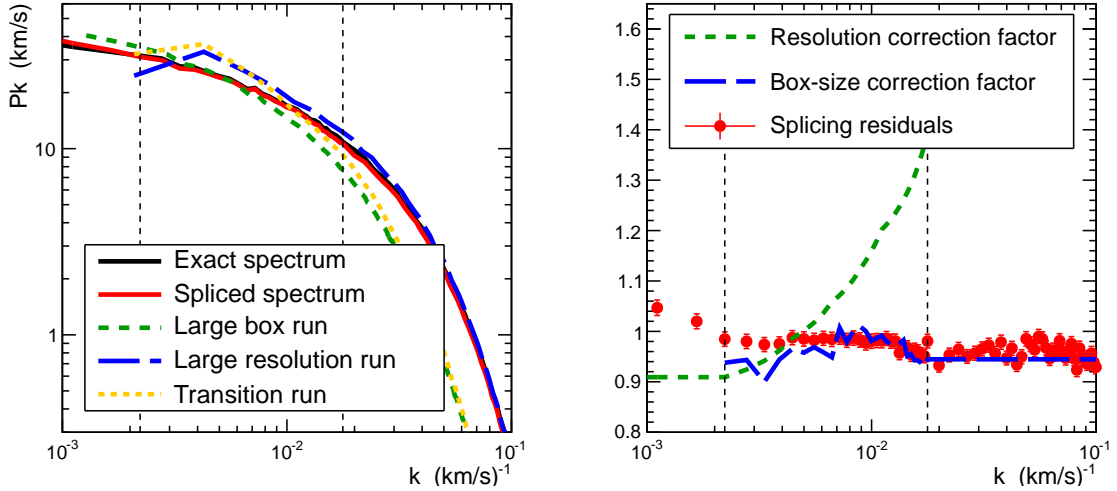 Pk (km/s)
10
1
Exact spectrum
Spliced spectrum
Large box run
Large resolution run
Transition run
10⁻³ 10⁻² 10⁻¹
k (km/s)⁻¹
1.6
1.5
1.4
1.3
1.2
1.1
1
0.9
0.8
Resolution correction factor
Box-size correction factor
Splicing residuals
10⁻³ 10⁻² 10⁻¹
k (km/s)⁻¹